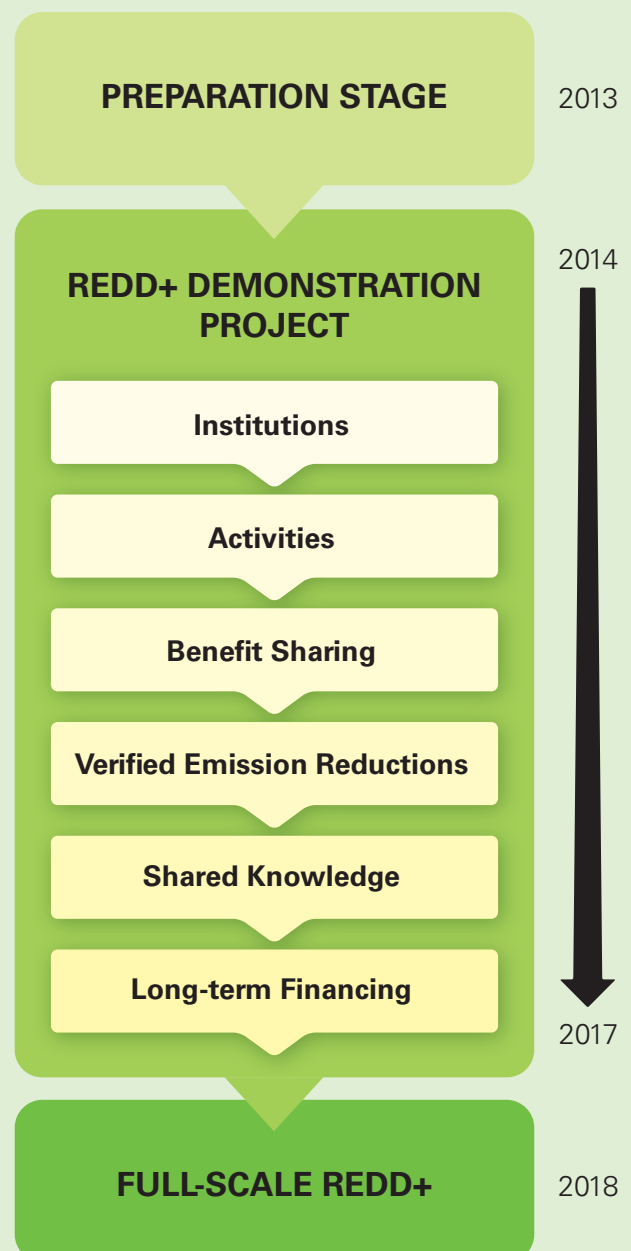 PREPARATION STAGE
2013
2014
REDD+ DEMONSTRATION
PROJECT
Institutions
Activities
Benefit Sharing
Verified Emission Reductions
Shared Knowledge
Long-term Financing
2017
FULL-SCALE REDD+
2018